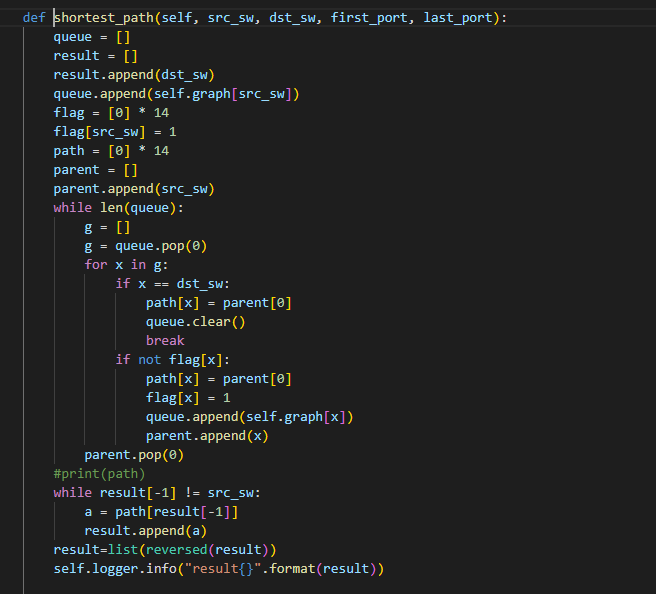 def shortest_path(self, src_sw, dst_sw, first_port, last_port):
    queue = []
    result = []
    result.append(dst_sw)
    queue.append(self.graph[src_sw])
    flag = [0] * 14
    flag[src_sw] = 1
    path = [0] * 14
    parent = []
    parent.append(src_sw)
    while len(queue):
        g = []
        g = queue.pop(0)
        for x in g:
            if x == dst_sw:
                path[x] = parent[0]
                queue.clear()
                break
            if not flag[x]:
                path[x] = parent[0]
                flag[x] = 1
                queue.append(self.graph[x])
                parent.append(x)
        parent.pop(0)
    #print(path)
    while result[-1] != src_sw:
        a = path[result[-1]]
        result.append(a)
    result=list(reversed(result))
    self.logger.info("result{}".format(result))